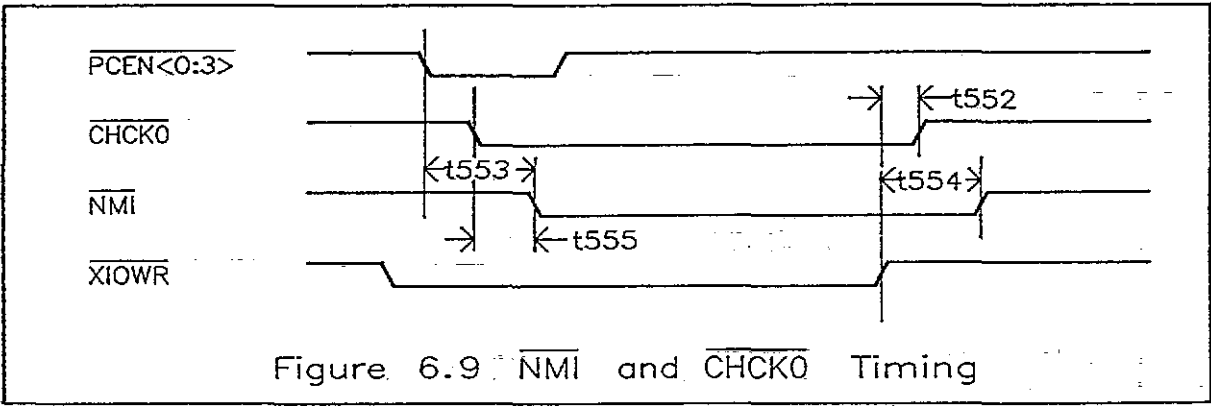 PCEN<0:3>
t552
CHCK0
t553
t554
NMI
t555
XIOWR
Figure 6.9 NMI and CHCK0 Timing